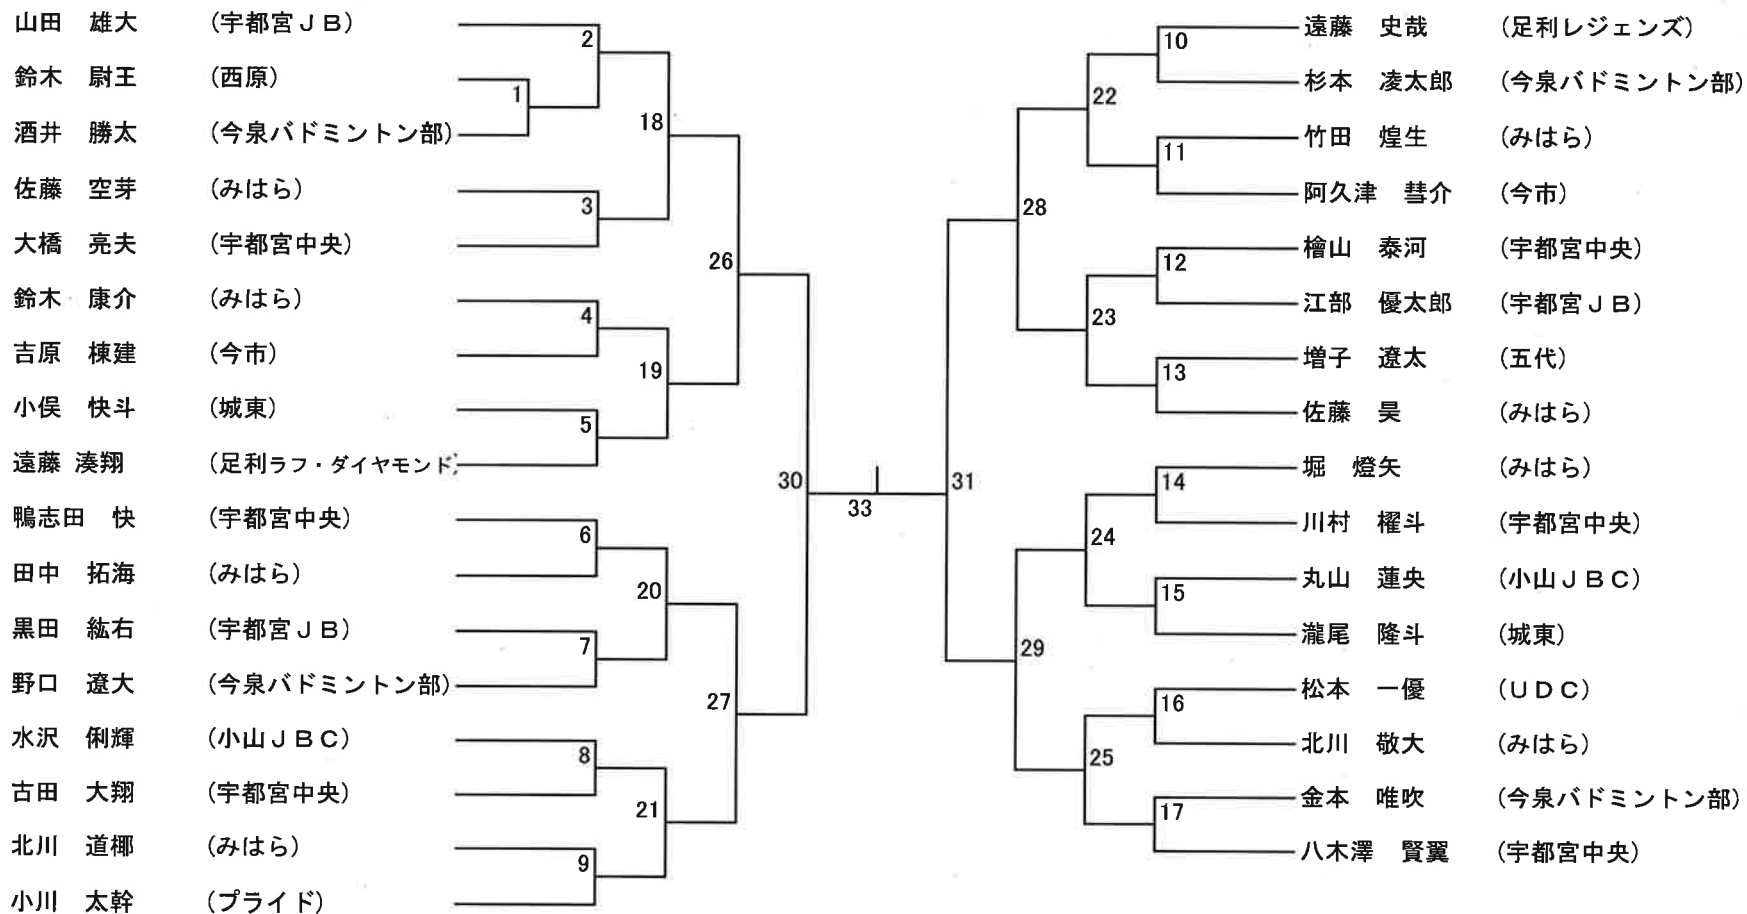 山田 雄大 (宇都宮JB)
鈴木 尉王 (西原)
酒井 勝太 (今泉バドミントン部)
佐藤 空芽 (みはら)
大橋 亮夫 (宇都宮中央)
鈴木 康介 (みはら)
吉原 棟建 (今市)
小俣 快斗 (城東)
遠藤 湊翔 (足利ラフ・ダイヤモンド)
鴨志田 快 (宇都宮中央)
田中 拓海 (みはら)
黒田 紘右 (宇都宮JB)
野口 遼大 (今泉バドミントン部)
水沢 俐輝 (小山JBC)
古田 大翔 (宇都宮中央)
北川 道椰 (みはら)
小川 太幹 (プライド)
2
1
18
3
26
4
19
5
30
6
20
7
27
8
21
9
33
31
10
22
11
28
12
23
13
14
24
15
29
16
25
17
遠藤 史哉 (足利レジェンズ)
杉本 凌太郎 (今泉バドミントン部)
竹田 煌生 (みはら)
阿久津 彗介 (今市)
檜山 泰河 (宇都宮中央)
江部 優太郎 (宇都宮JB)
増子 遼太 (五代)
佐藤 昊 (みはら)
堀 燈矢 (みはら)
川村 櫂斗 (宇都宮中央)
丸山 蓮央 (小山JBC)
瀧尾 隆斗 (城東)
松本 一優 (UDC)
北川 敬大 (みはら)
金本 唯吹 (今泉バドミントン部)
八木澤 賢翼 (宇都宮中央)